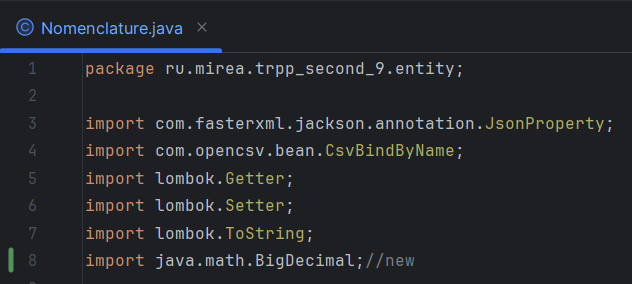 Nomenclature.java
1 package ru.mirea.trpp_second_9.entity;
2
3 import com.fasterxml.jackson.annotation.JsonProperty;
4 import com.opencsv.bean.CsvBindByName;
5 import lombok.Getter;
6 import lombok.Setter;
7 import lombok.ToString;
8 import java.math.BigDecimal;//new